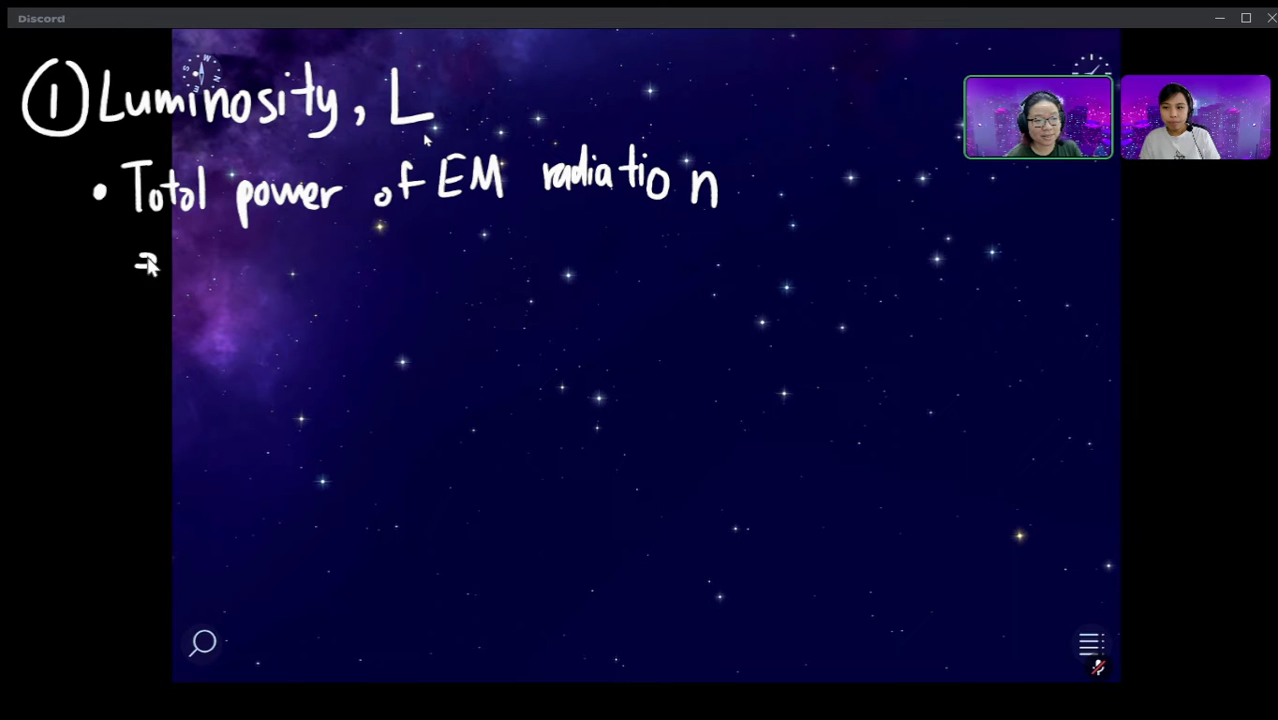 Discord
① Luminosity, L
• Total power of EM radiation